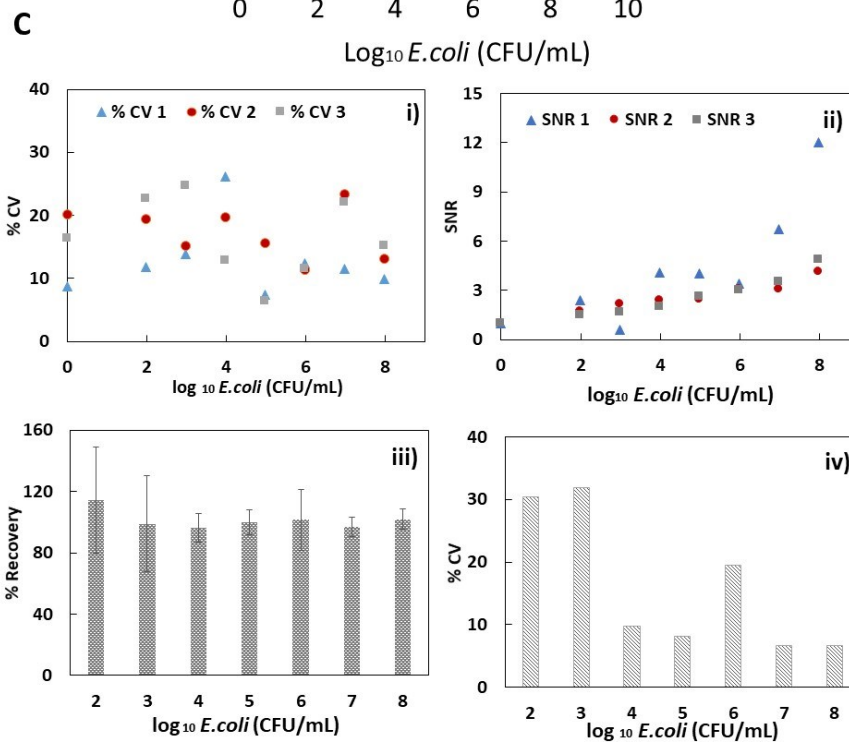 0 2 4 6 8 10
Log10 E.coli (CFU/mL)
C
40
30
20
10
0
% CV
% CV 1 % CV 2 % CV 3
i)
0 2 4 6 8
log 10 E.coli (CFU/mL)
15
12
9
6
3
0
SNR
SNR 1 SNR 2 SNR 3
ii)
0 2 4 6 8
log10 E.coli (CFU/mL)
160
120
80
40
0
% Recovery
iii)
2 3 4 5 6 7 8
log 10 E.coli (CFU/mL)
40
30
20
10
0
% CV
iv)
2 3 4 5 6 7 8
log 10 E.coli (CFU/mL)